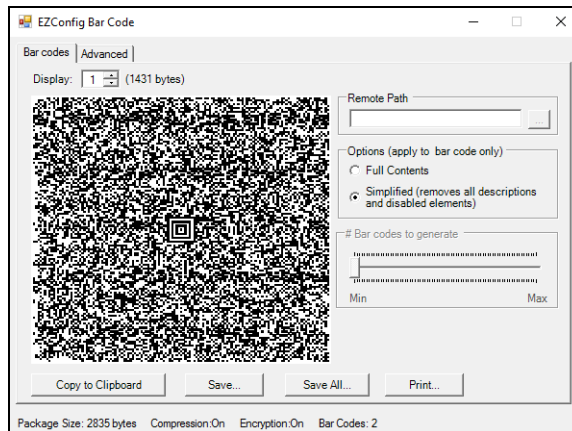 EZConfig Bar Code
Bar codes
Advanced
Display: 1 (1431 bytes)
Remote Path
...
Options (apply to bar code only)
Full Contents
Simplified (removes all descriptions
and disabled elements)
# Bar codes to generate
Min Max
Copy to Clipboard Save... Save All... Print...
Package Size: 2835 bytes Compression:On Encryption:On Bar Codes: 2